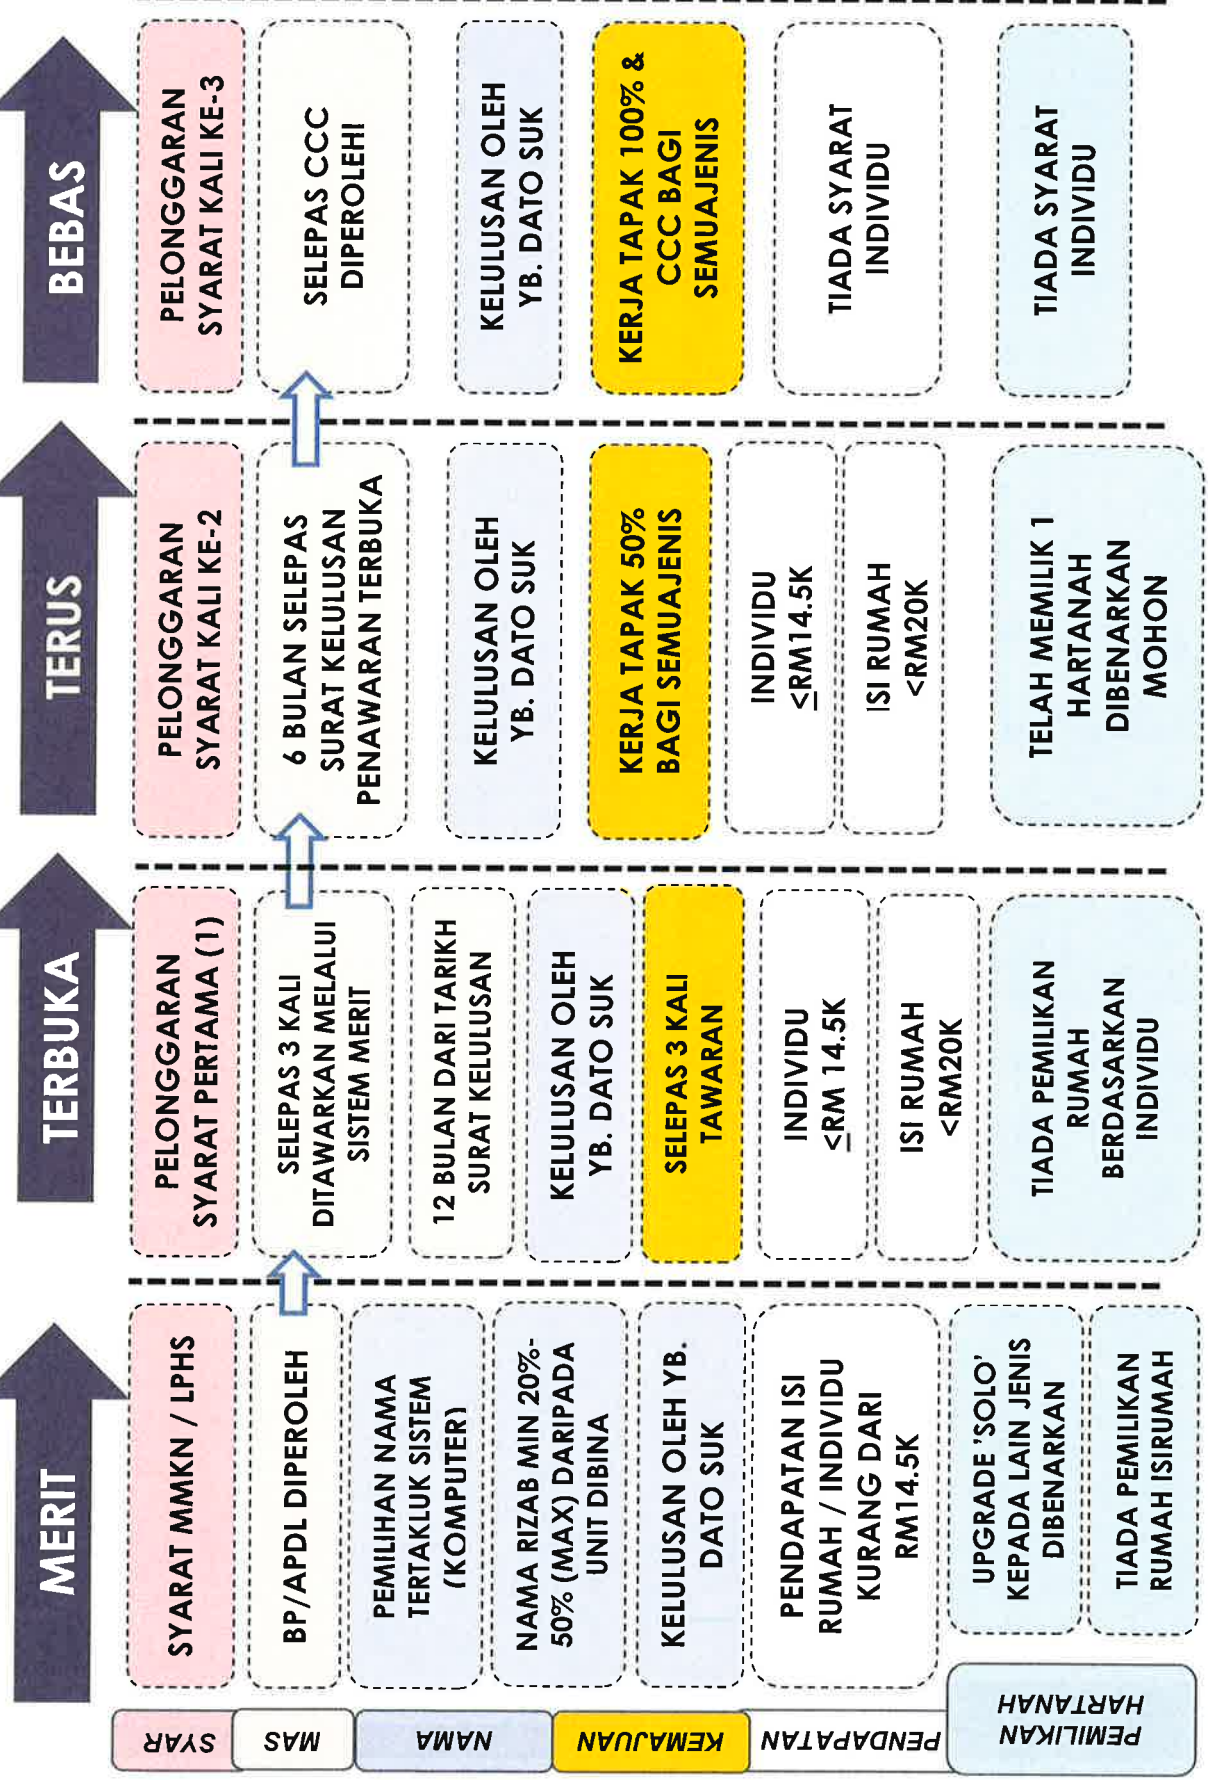 MERIT
SYARAT MMKN / LPHS
BP/APDL DIPEROLEH
PEMILIHAN NAMA
TERTAKLUK SISTEM
(KOMPUTER)
NAMA RIZAB MIN 20%-
50% (MAX) DARIPADA
UNIT DIBINA
KELULUSAN OLEH YB.
DATO SUK
PENDAPATAN ISI
RUMAH / INDIVIDU
KURANG DARI
RM14.5K
UPGRADE 'SOLO'
KEPADA LAIN JENIS
DIBENARKAN
TIADA PEMILIKAN
RUMAH ISIRUMAH
TERBUKA
PELONGGARAN
SYARAT PERTAMA (1)
SELEPAS 3 KALI
DITAWARKAN MELALUI
SISTEM MERIT
12 BULAN DARI TARIKH
SURAT KELULUSAN
KELULUSAN OLEH
YB. DATO SUK
SELEPAS 3 KALI
TAWARAN
INDIVIDU
≤RM 14.5K
ISI RUMAH
<RM20K
TIADA PEMILIKAN
RUMAH
BERDASARKAN
INDIVIDU
TERUS
PELONGGARAN
SYARAT KALI KE-2
6 BULAN SELEPAS
SURAT KELULUSAN
PENAWARAN TERBUKA
KELULUSAN OLEH
YB. DATO SUK
KERJA TAPAK 50%
BAGI SEMUAJENIS
INDIVIDU
≤RM14.5K
ISI RUMAH
<RM20K
TELAH MEMILIK 1
HARTANAH
DIBENARKAN
MOHON
BEBAS
PELONGGARAN
SYARAT KALI KE-3
SELEPAS CCC
DIPEROLEHI
KELULUSAN OLEH
YB. DATO SUK
KERJA TAPAK 100% &
CCC BAGI
SEMUAJENIS
TIADA SYARAT
INDIVIDU
TIADA SYARAT
INDIVIDU
SYAR
MAS
NAMA
KEMAJUAN
PENDAPATAN
PEMILIKAN
HARTANAH